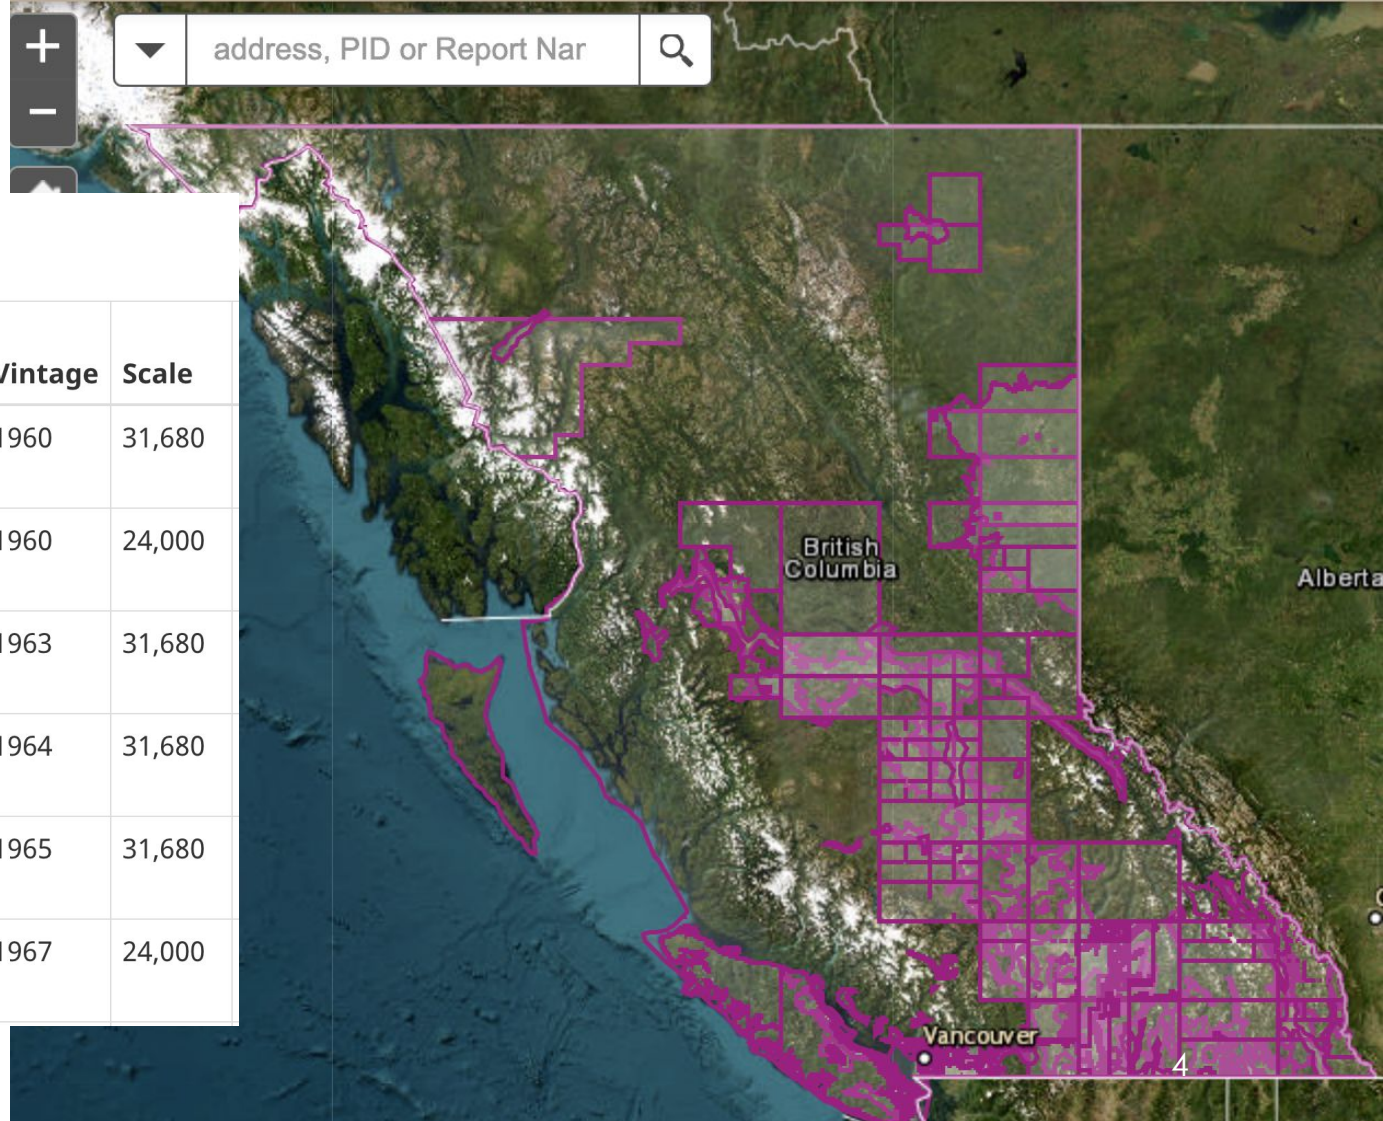 +
address, PID or Report Nar
−
Vintage Scale
1960 31,680
1960 24,000
1963 31,680
1964 31,680
1965 31,680
1967 24,000
British
Columbia
Alberta
Vancouver
4